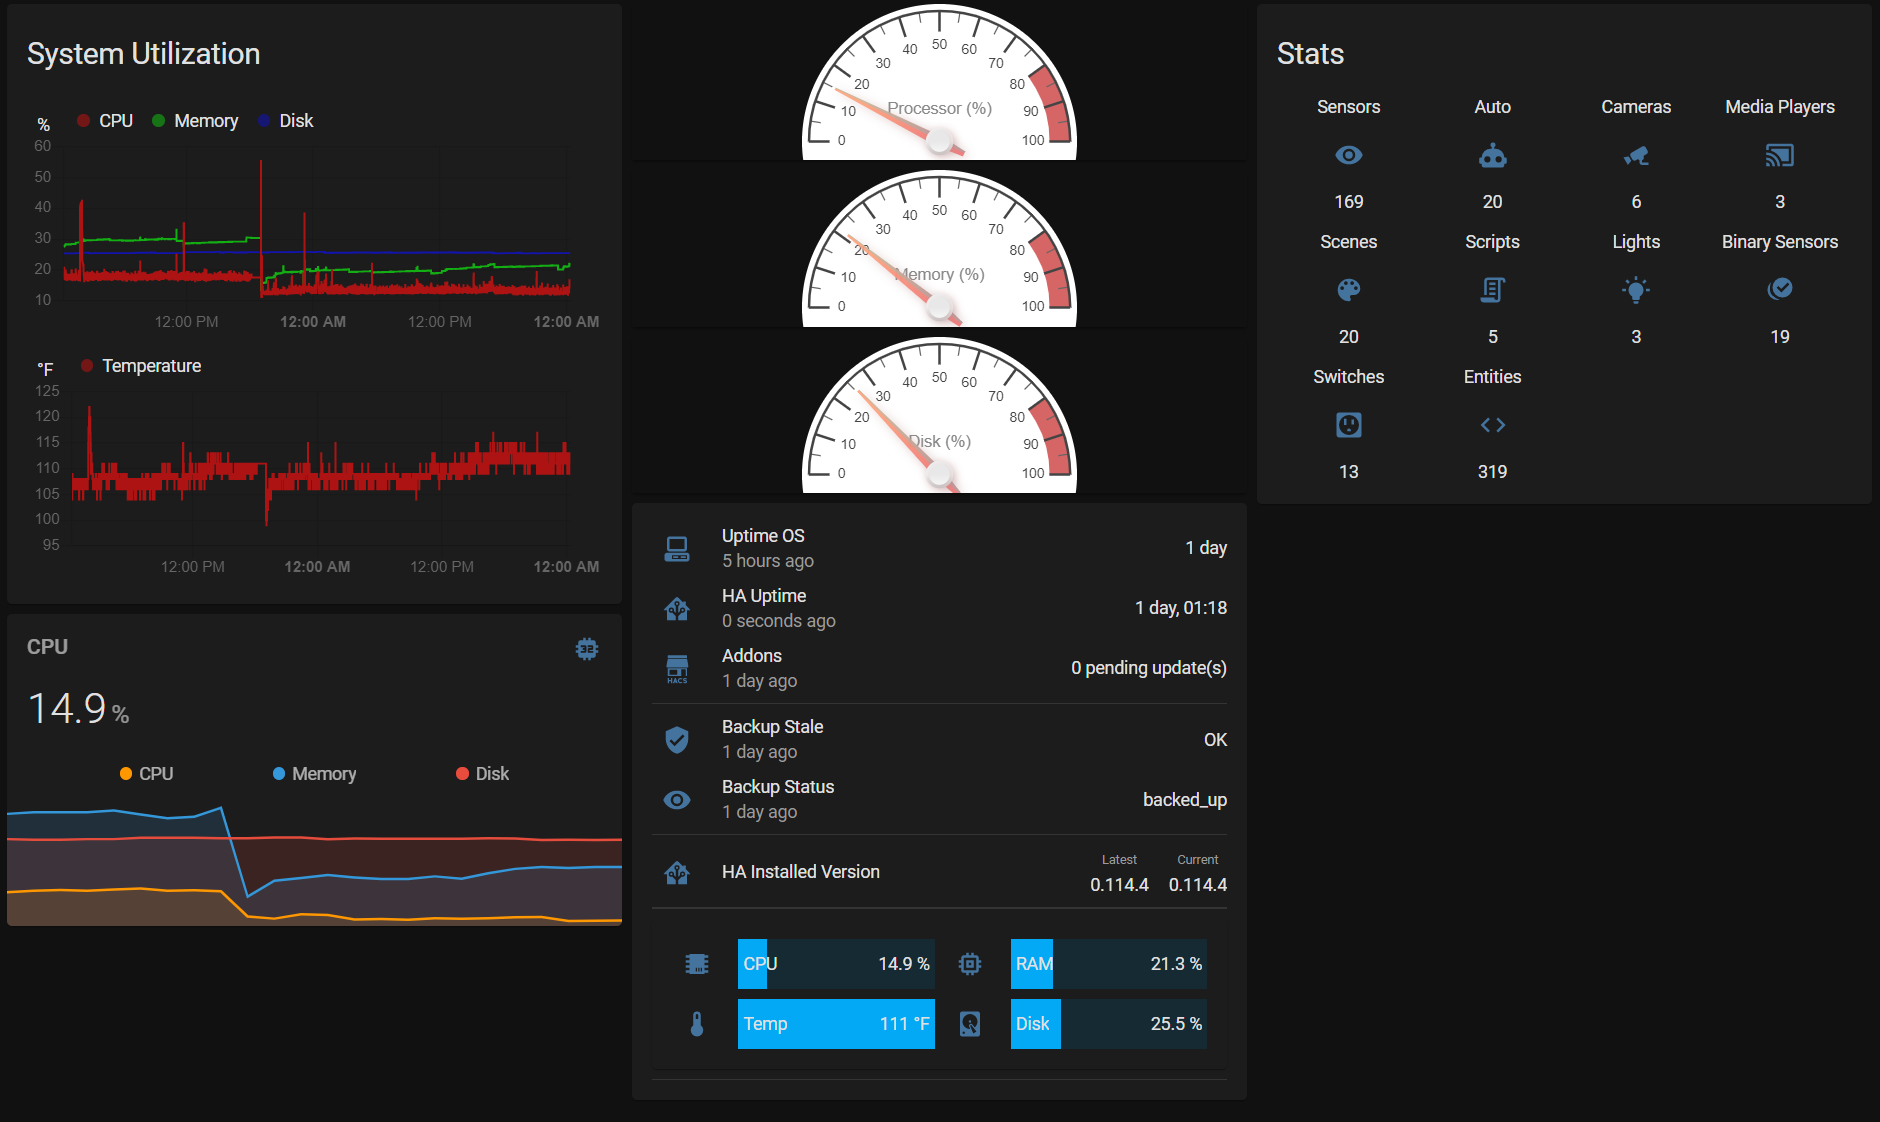 System Utilization
% CPU Memory Disk
60
50
40
30
20
10
12:00 PM 12:00 AM 12:00 PM 12:00 AM
°F Temperature
125
120
115
110
105
100
95
12:00 PM 12:00 AM 12:00 PM 12:00 AM
CPU
32
14.9 %
CPU Memory Disk
0 10 20 30 40 50 60 70 80 90 100
Processor (%)
0 10 20 30 40 50 60 70 80 90 100
Memory (%)
0 10 20 30 40 50 60 70 80 90 100
Disk (%)
Uptime OS
5 hours ago
1 day
HA Uptime
0 seconds ago
1 day, 01:18
HACS
Addons
1 day ago
0 pending update(s)
Backup Stale
1 day ago
OK
Backup Status
1 day ago
backed_up
HA Installed Version
Latest Current
0.114.4 0.114.4
CPU 14.9 %
RAM 21.3 %
Temp 111 °F
Disk 25.5 %
Stats
Sensors Auto Cameras Media Players
169 20 6 3
Scenes Scripts Lights Binary Sensors
20 5 3 19
Switches Entities
13 319